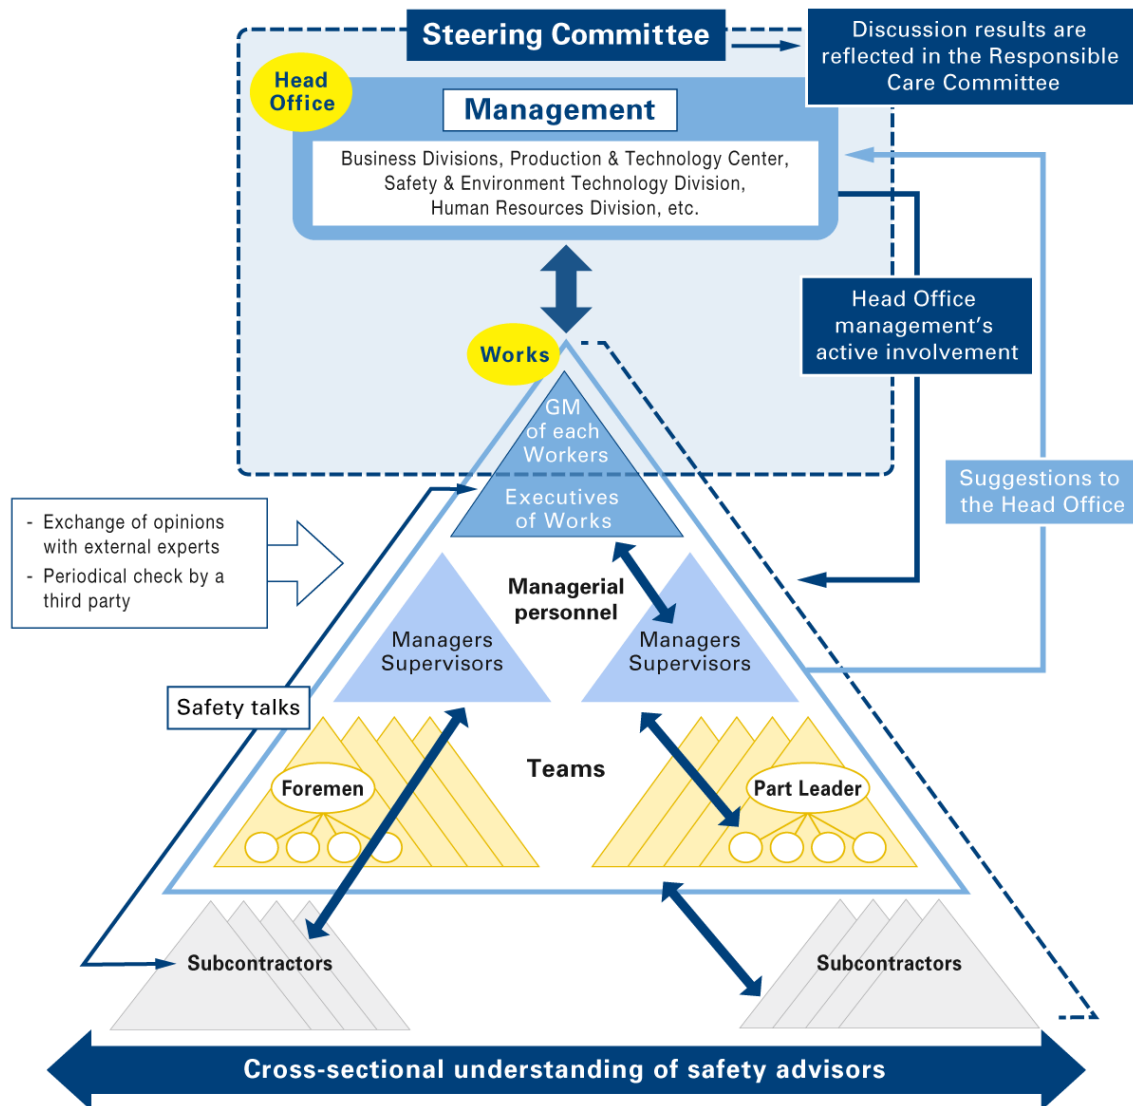 Steering Committee
Discussion results are
reflected in the Responsible
Care Committee
Head
Office
Management
Business Divisions, Production & Technology Center,
Safety & Environment Technology Division,
Human Resources Division, etc.
Head Office
management's
active involvement
Works
GM
of each
Workers
Executives
of Works
Suggestions to
the Head Office
- Exchange of opinions
with external experts
- Periodical check by a
third party
Managerial
personnel
Managers
Supervisors
Managers
Supervisors
Safety talks
Teams
Foremen
Part Leader
Subcontractors
Subcontractors
Cross-sectional understanding of safety advisors